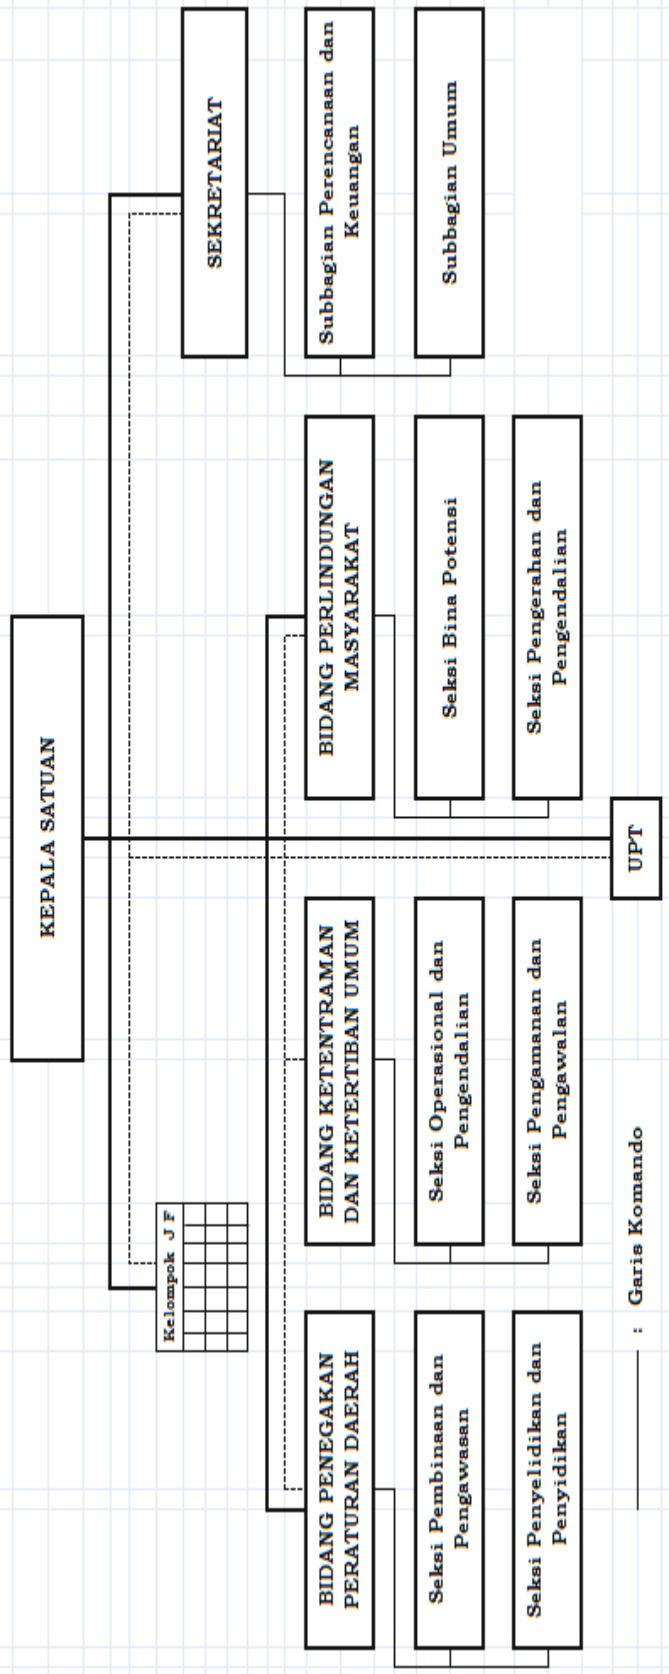 KEPALA SATUAN
Kelompok J F
SEKRETARIAT
Subbagian Perencanaan dan
Keuangan
Subbagian Umum
BIDANG PENEGAKAN
PERATURAN DAERAH
Seksi Pembinaan dan
Pengawasan
Seksi Penyelidikan dan
Penyidikan
BIDANG KETENTRAMAN
DAN KETERTIBAN UMUM
Seksi Operasional dan
Pengendalian
Seksi Pengamanan dan
Pengawalan
BIDANG PERLINDUNGAN
MASYARAKAT
Seksi Bina Potensi
Seksi Pengerahan dan
Pengendalian
UPT
: Garis Komando